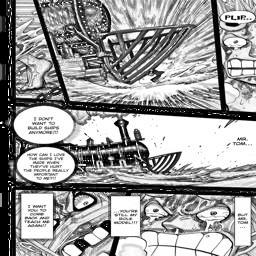 FLIP...
I DON'T
WANT TO
BUILD SHIPS
ANYMORE!!
HOW CAN I LOVE
THE SHIPS I'VE
MADE WHEN
THEY'VE HURT
THE PEOPLE REALLY
IMPORTANT
TO ME?!!
MR.
TOM...
I WANT
YOU TO
COME
BACK AND
TEACH ME
AGAIN!!
...YOU'RE
STILL MY
ROLE
MODEL!!!
BUT
MR.
TOM
...